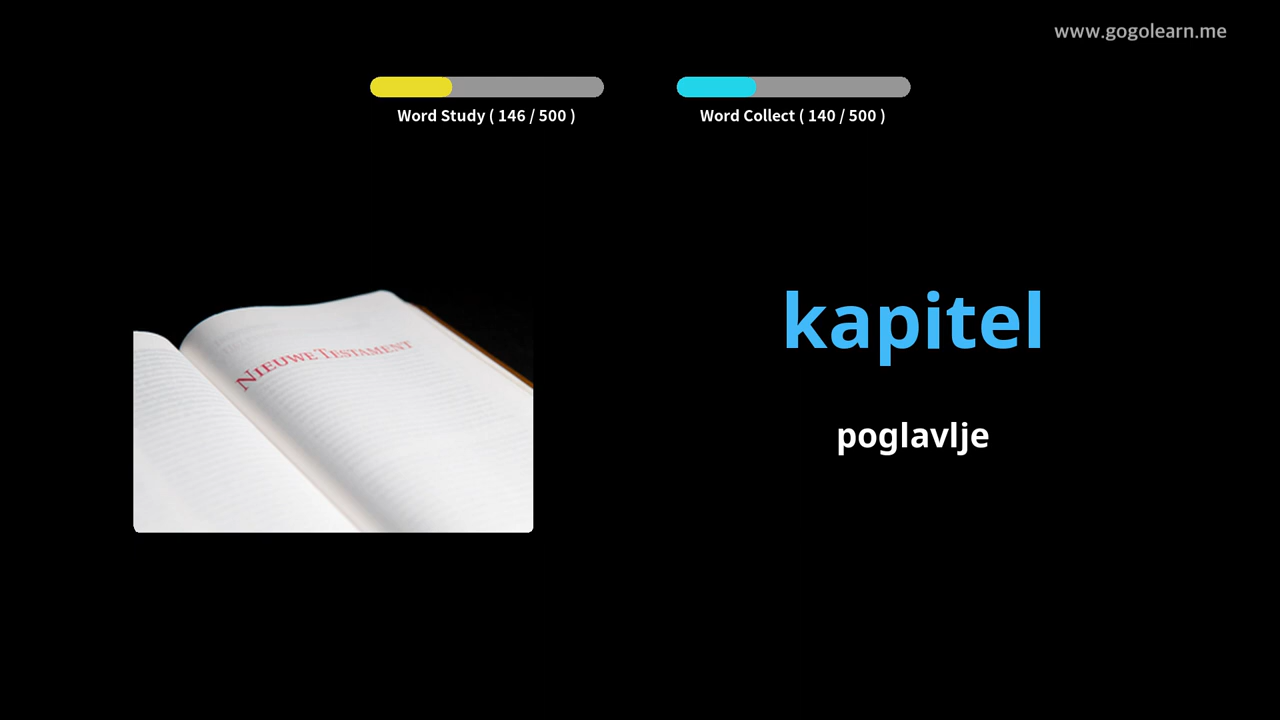 www.gogolearn.me
Word Study ( 146 / 500 )
Word Collect ( 140 / 500 )
NIEUWE TESTAMENT
kapitel
poglavlje